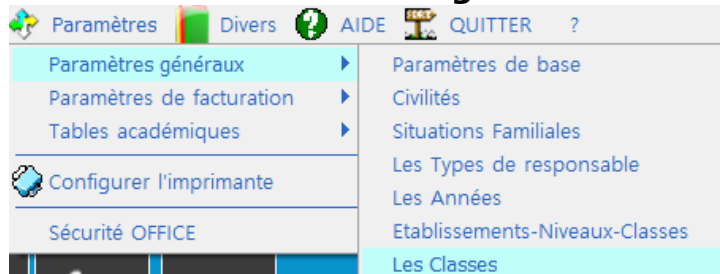 Paramètres Divers AIDE QUITTER ?
Paramètres généraux
Paramètres de facturation
Tables académiques
Configurer l'imprimante
Sécurité OFFICE
Paramètres de base
Civilités
Situations Familiales
Les Types de responsable
Les Années
Etablissements-Niveaux-Classes
Les Classes